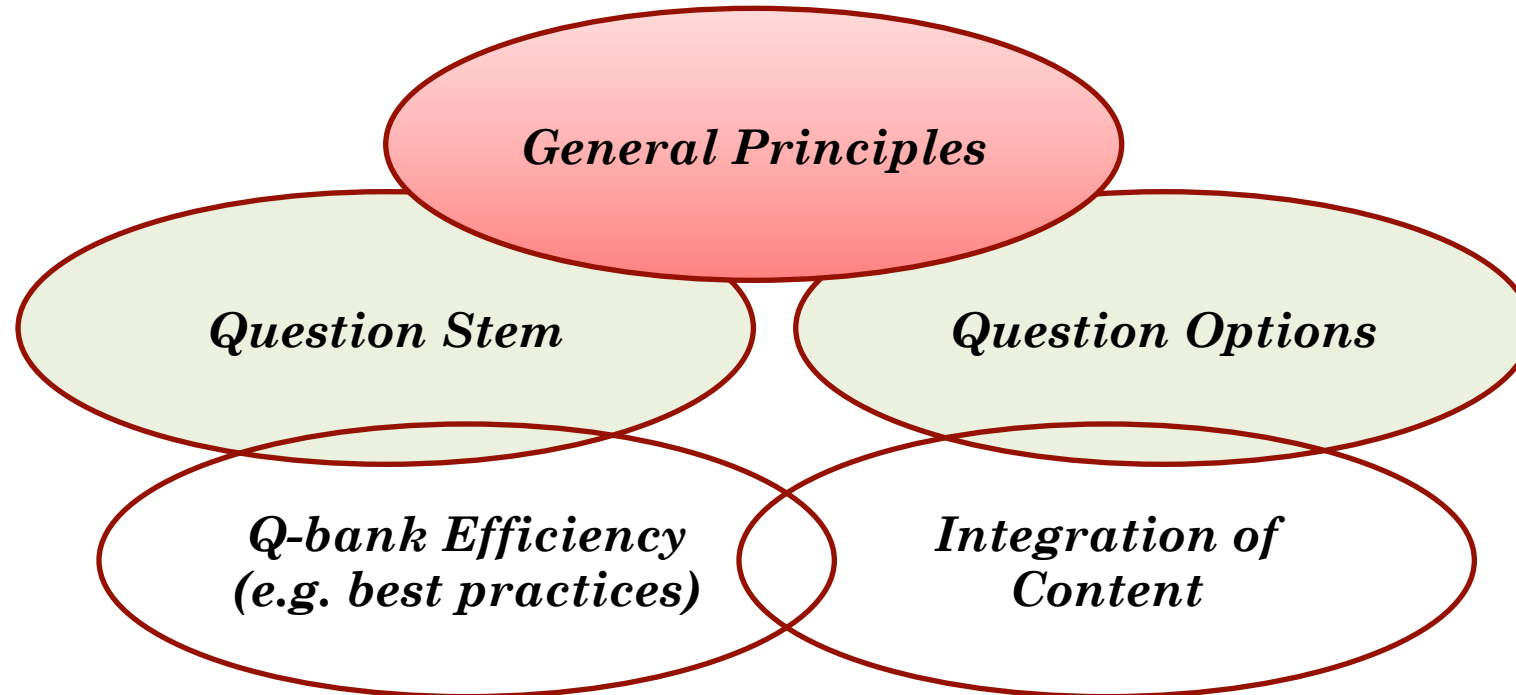 General Principles
Question Stem
Question Options
Q-bank Efficiency
(e.g. best practices)
Integration of
Content